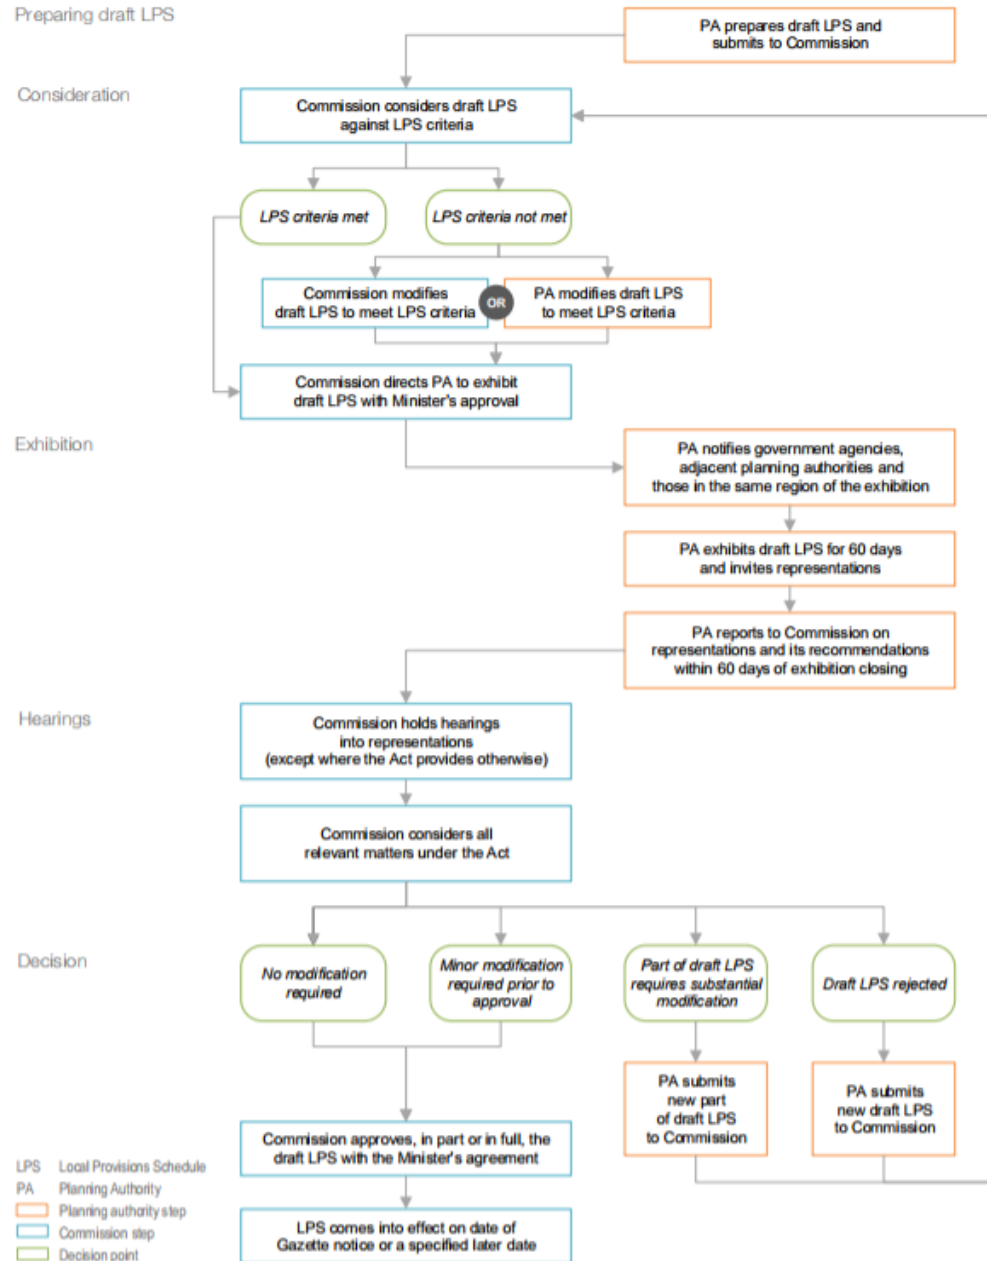 Preparing draft LPS
PA prepares draft LPS and
submits to Commission
Consideration
Commission considers draft LPS
against LPS criteria
LPS criteria met
LPS criteria not met
Commission modifies
draft LPS to meet LPS criteria
OR
PA modifies draft LPS
to meet LPS criteria
Commission directs PA to exhibit
draft LPS with Minister's approval
Exhibition
PA notifies government agencies,
adjacent planning authorities and
those in the same region of the exhibition
PA exhibits draft LPS for 60 days
and invites representations
PA reports to Commission on
representations and its recommendations
within 60 days of exhibition closing
Hearings
Commission holds hearings
into representations
(except where the Act provides otherwise)
Commission considers all
relevant matters under the Act
Decision
No modification
required
Minor modification
required prior to
approval
Part of draft LPS
requires substantial
modification
Draft LPS rejected
PA submits
new part
of draft LPS
to Commission
PA submits
new draft LPS
to Commission
Commission approves, in part or in full, the
draft LPS with the Minister's agreement
LPS comes into effect on date of
Gazette notice or a specified later date
LPS Local Provisions Schedule
PA Planning Authority
Planning authority step
Commission step
Decision point